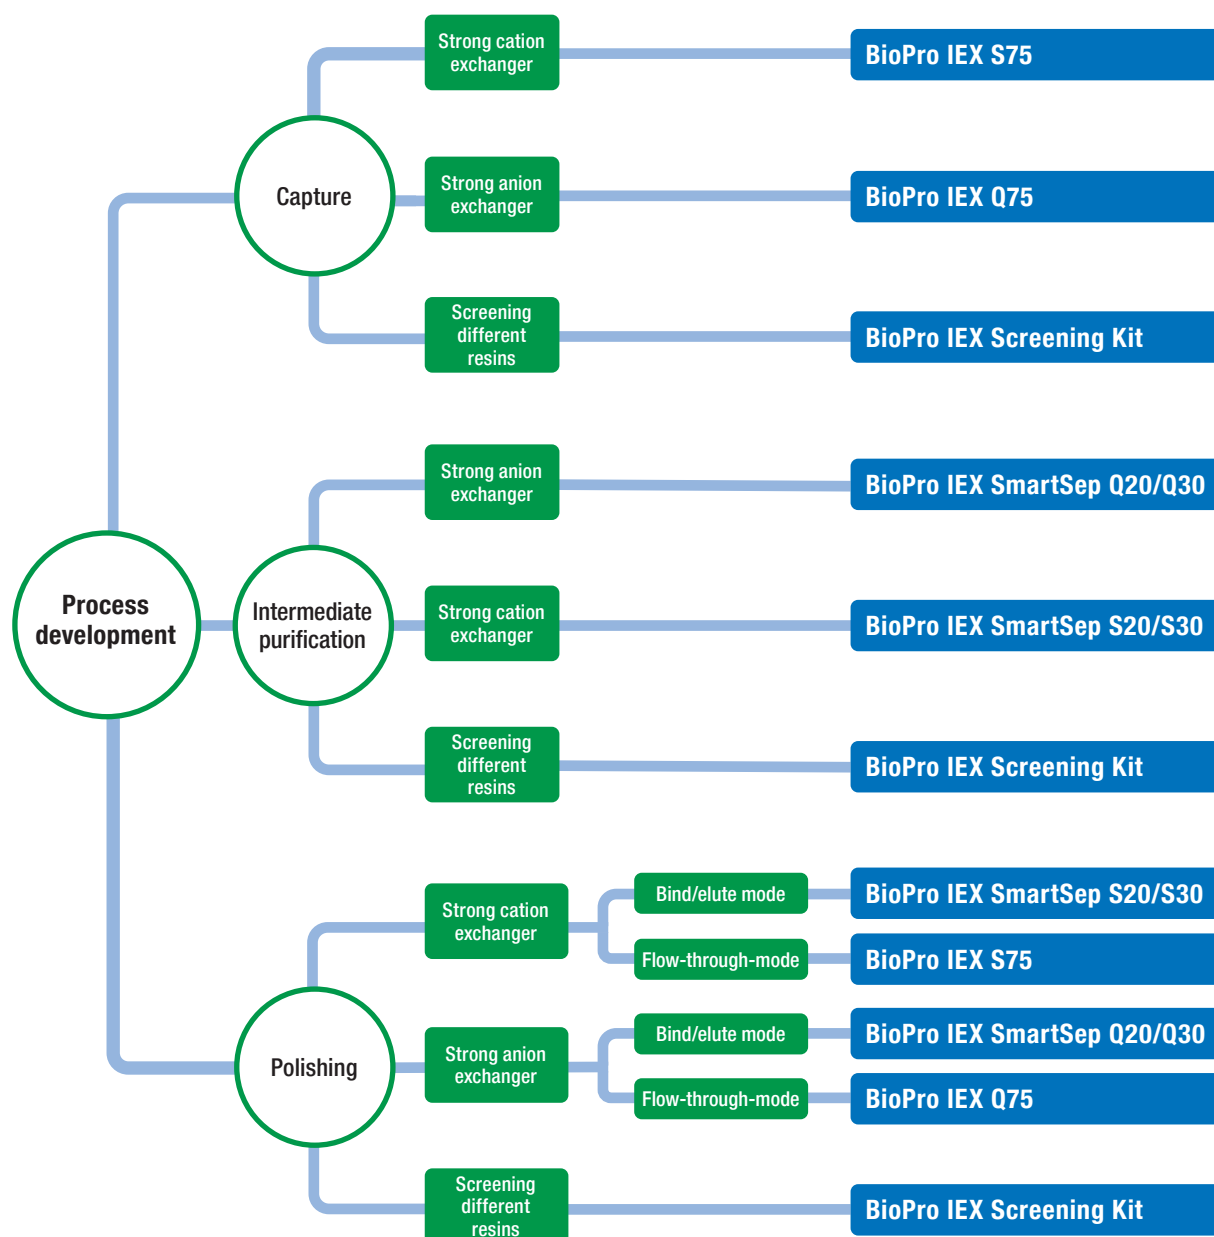 Process
development
Capture
Strong cation
exchanger
BioPro IEX S75
Strong anion
exchanger
BioPro IEX Q75
Screening
different
resins
BioPro IEX Screening Kit
Intermediate
purification
Strong anion
exchanger
BioPro IEX SmartSep Q20/Q30
Strong cation
exchanger
BioPro IEX SmartSep S20/S30
Screening
different
resins
BioPro IEX Screening Kit
Polishing
Strong cation
exchanger
Bind/elute mode
BioPro IEX SmartSep S20/S30
Flow-through-mode
BioPro IEX S75
Strong anion
exchanger
Bind/elute mode
BioPro IEX SmartSep Q20/Q30
Flow-through-mode
BioPro IEX Q75
Screening
different
resins
BioPro IEX Screening Kit